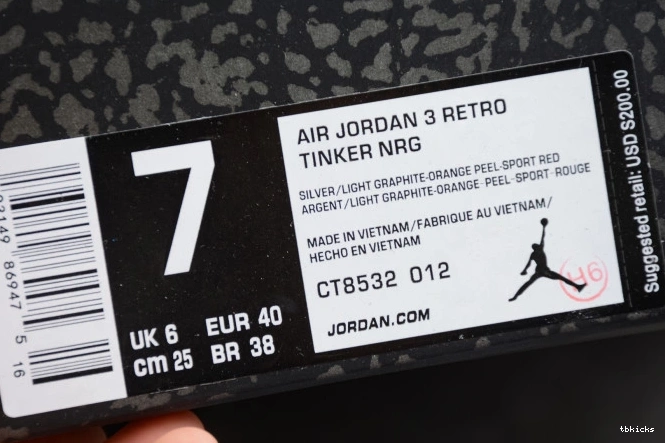 7
UK 6 EUR 40
cm 25 BR 38
AIR JORDAN 3 RETRO
TINKER NRG
SILVER/LIGHT GRAPHITE-ORANGE PEEL-SPORT RED
ARGENT/LIGHT GRAPHITE-ORANGE PEEL-SPORT ROUGE
MADE IN VIETNAM/FABRIQUE AU VIETNAM/
HECHO EN VIETNAM
CT8532 012
JORDAN.COM
Suggested retail: USD S200.00
86947 5 16
tbkicks